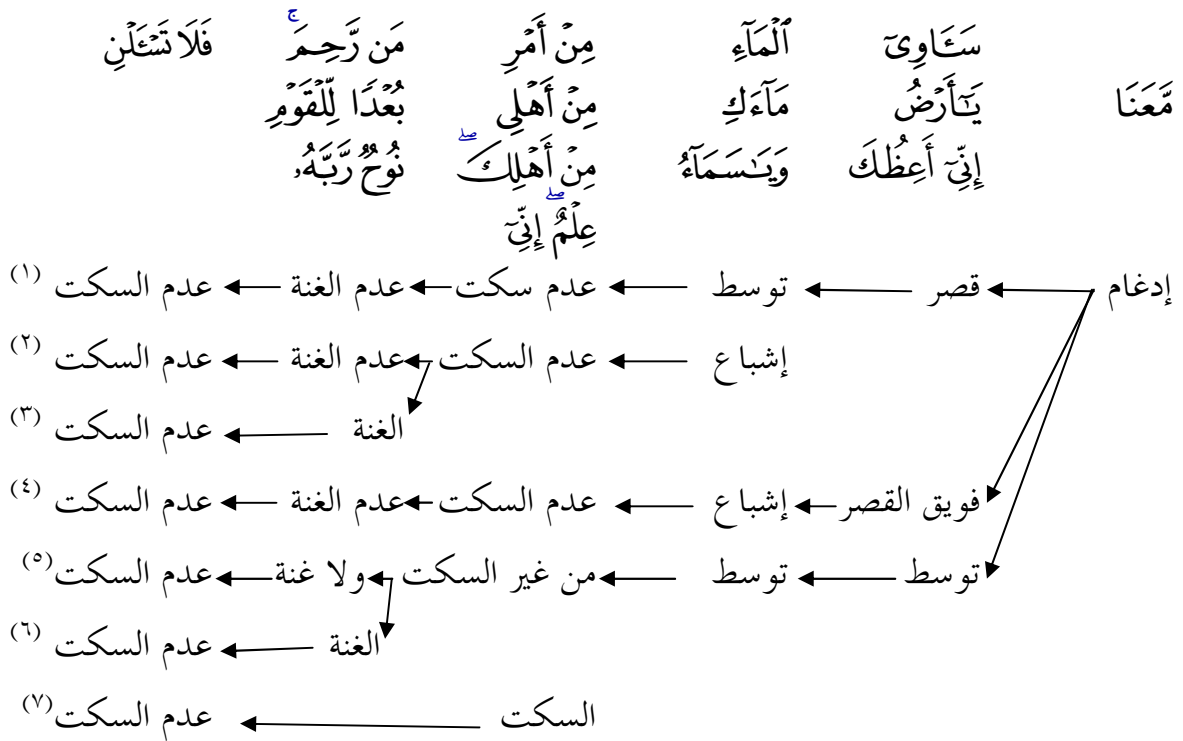 سَـَٔاوِىٓ ٱلْمَآءِ مِنْ أَمْرِ مَن رَّحِمَ ۚ فَلَا تَسْـَٔلْنِ
مَّعَنَا يَـٰٓأَرْضُ مَآءَكِ مِنْ أَهْلِى بُعْدًا لِّلْقَوْمِ
إِنِّىٓ أَعِظُكَ وَيَـٰسَمَآءُ مِنْ أَهْلِكَ ۖ نُوحٌ رَّبَّهُۥ
عِلْمٌ ۖ إِنِّىٓ
إدغام قصر توسط عدم سكت عدم الغنة عدم السكت (١)
إشباع عدم السكت عدم الغنة عدم السكت (٢)
الغنة عدم السكت (٣)
فويق القصر إشباع عدم السكت عدم الغنة عدم السكت (٤)
توسط توسط من غير السكت ولا غنة عدم السكت (٥)
الغنة عدم السكت (٦)
السكت عدم السكت (٧)